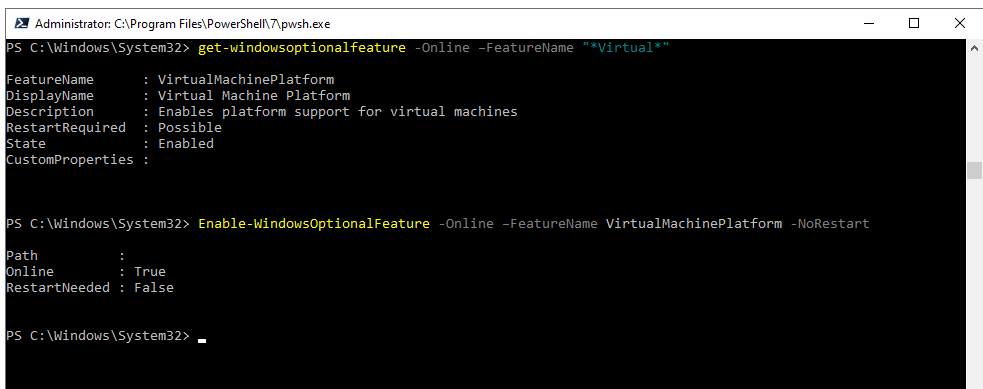 Administrator: C:\Program Files\PowerShell\7\pwsh.exe
PS C:\Windows\System32> get-windowsoptionalfeature -Online –FeatureName "*Virtual*"
FeatureName      : VirtualMachinePlatform
DisplayName      : Virtual Machine Platform
Description      : Enables platform support for virtual machines
RestartRequired  : Possible
State            : Enabled
CustomProperties :
PS C:\Windows\System32> Enable-WindowsOptionalFeature -Online –FeatureName VirtualMachinePlatform -NoRestart
Path          :
Online        : True
RestartNeeded : False
PS C:\Windows\System32>